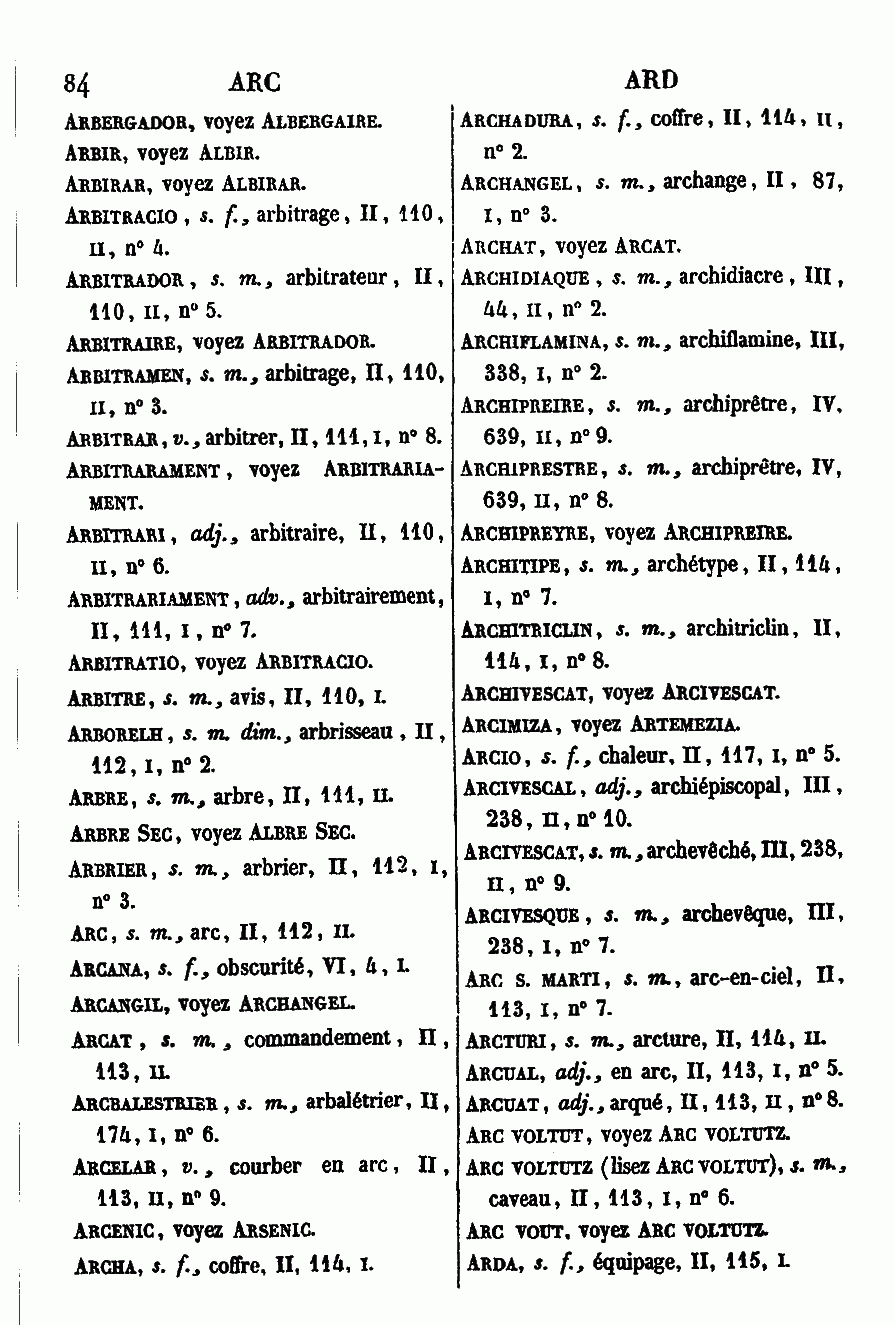 84 ARC ARD
ARBERGADOR, voyez ALBERGAIRE.
ARBIR, voyez ALBIR.
ARBIRAR, voyez ALBIRAR.
ARBITRACIO, s. f., arbitrage, II, 110,
II, n° 4.
ARBITRADOR, s. m., arbitrateur, II,
110, II, n° 5.
ARBITRAIRE, voyez ARBITRADOR.
ARBITRAMEN, s. m., arbitrage, II, 110,
II, n° 3.
ARBITRAR, v., arbitrer, II, 111, I, n° 8.
ARBITRARAMENT, voyez ARBITRARIA-
MENT.
ARBITRARI, adj., arbitraire, II, 110,
II, n° 6.
ARBITRARIAMENT, adv., arbitrairement,
II, 111, I, n° 7.
ARBITRATIO, voyez ARBITRACIO.
ARBITRE, s. m., avis, II, 110, I.
ARBORELH, s. m. dim., arbrisseau, II,
112, I, n° 2.
ARBRE, s. m., arbre, II, 111, II.
ARBRE SEC, voyez ALBRE SEC.
ARBRIER, s. m., arbrier, II, 112, I,
n° 3.
ARC, s. m., arc, II, 112, II.
ARCANA, s. f., obscurité, VI, 4, I.
ARCANGIL, voyez ARCHANGEL.
ARCAT, s. m., commandement, II,
113, II.
ARCBALESTRIER, s. m., arbalétrier, II,
174, I, n° 6.
ARCELAR, v., courber en arc, II,
113, II, n° 9.
ARCENIC, voyez ARSENIC.
ARCHA, s. f., coffre, II, 114, I.
ARCHADURA, s. f., coffre, II, 114, II,
n° 2.
ARCHANGEL, s. m., archange, II, 87,
I, n° 3.
ARCHAT, voyez ARCAT.
ARCHIDIAQUE, s. m., archidiacre, III,
44, II, n° 2.
ARCHIFLAMINA, s. m., archiflamine, III,
338, I, n° 2.
ARCHIPREIRE, s. m., archiprêtre, IV,
639, II, n° 9.
ARCHIPRESTRE, s. m., archiprêtre, IV,
639, II, n° 8.
ARCHIPREYRE, voyez ARCHIPREIRE.
ARCHITIPE, s. m., archétype, II, 114,
I, n° 7.
ARCHITRICLIN, s. m., architriclin, II,
114, I, n° 8.
ARCHIVESCAT, voyez ARCIVESCAT.
ARCIMIZA, voyez ARTEMEZIA.
ARCIO, s. f., chaleur, II, 117, I, n° 5.
ARCIVESCAL, adj., archiépiscopal, III,
238, II, n° 10.
ARCIVESCAT, s. m., archevêché, III, 238,
II, n° 9.
ARCIVESQUE, s. m., archevêque, III,
238, I, n° 7.
ARC S. MARTI, s. m., arc-en-ciel, II,
113, I, n° 7.
ARCTURI, s. m., arcture, II, 114, II.
ARCUAL, adj., en arc, II, 113, I, n° 5.
ARCUAT, adj., arqué, II, 113, II, n° 8.
ARC VOLTUT, voyez ARC VOLTUTZ.
ARC VOLTUTZ (lisez ARC VOLTUT), s. m.,
caveau, II, 113, I, n° 6.
ARC VOUT, voyez ARC VOLTUTZ.
ARDA, s. f., équipage, II, 115, I.